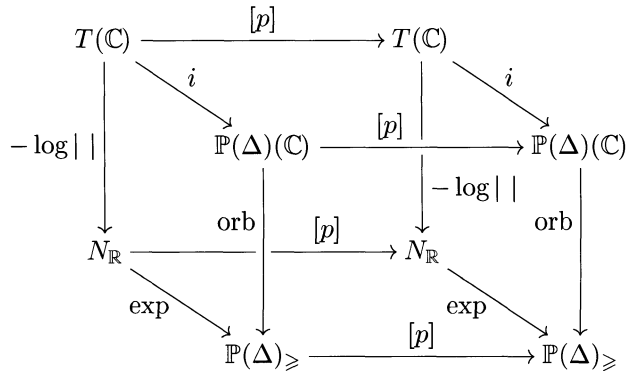 [p]
T(ℂ) T(ℂ)
i i
[p]
− log | | ℙ(Δ)(ℂ) ℙ(Δ)(ℂ)
− log | |
orb [p] orb
N_ℝ N_ℝ
exp exp
[p]
ℙ(Δ)_⩾ ℙ(Δ)_⩾